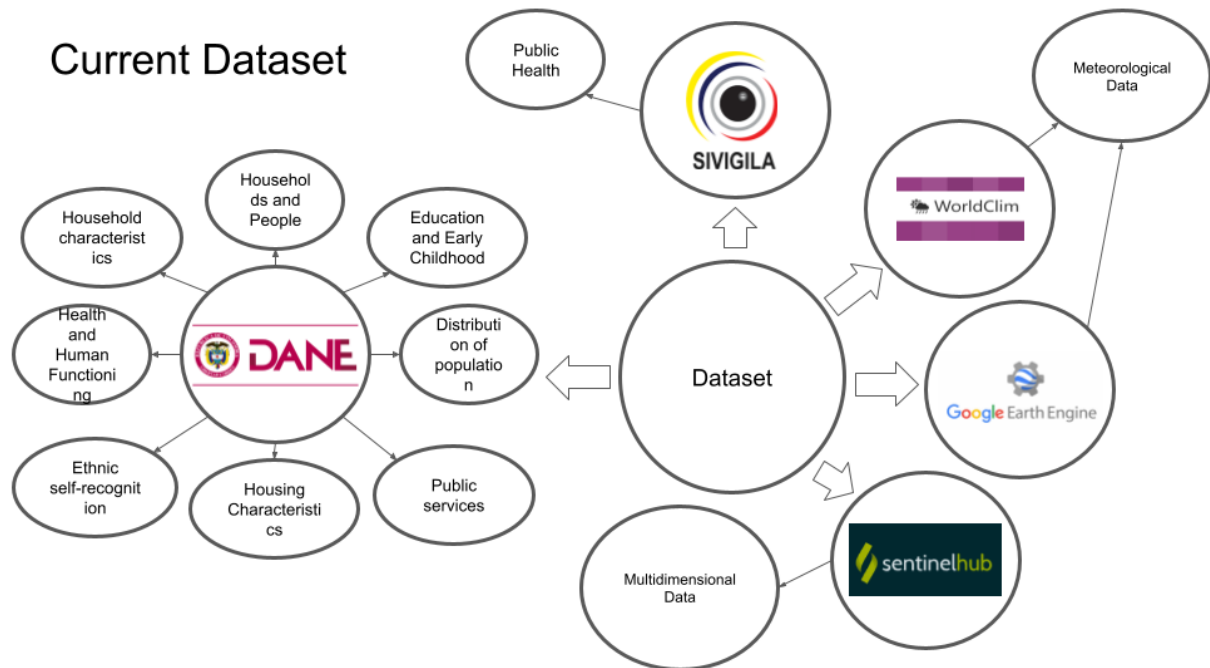 Current Dataset
Public
Health
SIVIGILA
Meteorological
Data
WorldClim
Househol
ds and
People
Household
characterist
ics
Education
and Early
Childhood
Health
and
Human
Functioni
ng
DANE
Distributi
on of
populatio
n
Dataset
Google Earth Engine
Ethnic
self-recognit
ion
Housing
Characteristi
cs
Public
services
Multidimensional
Data
sentinelhub